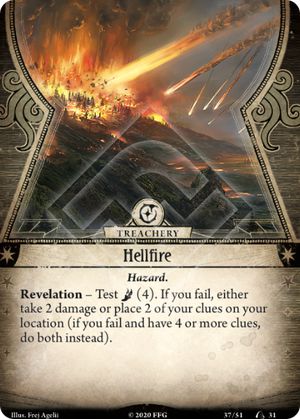 TREACHERY
Hellfire
Hazard.
Revelation – Test (4). If you fail, either
take 2 damage or place 2 of your clues on your
location (if you fail and have 4 or more clues,
do both instead).
Illus. Frej Agelii © 2020 FFG 37/51 31